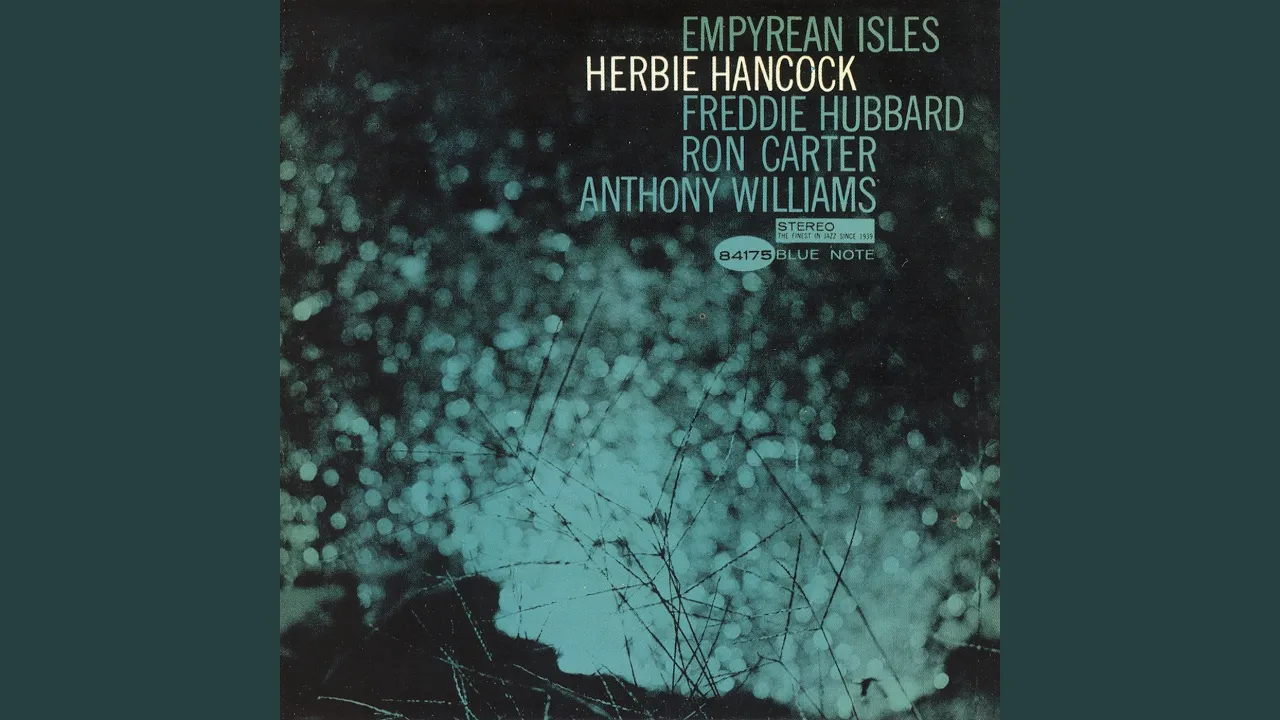 EMPYREAN ISLES
HERBIE HANCOCK
FREDDIE HUBBARD
RON CARTER
ANTHONY WILLIAMS
STEREO
THE FINEST IN JAZZ SINCE 1939
84175 BLUE NOTE